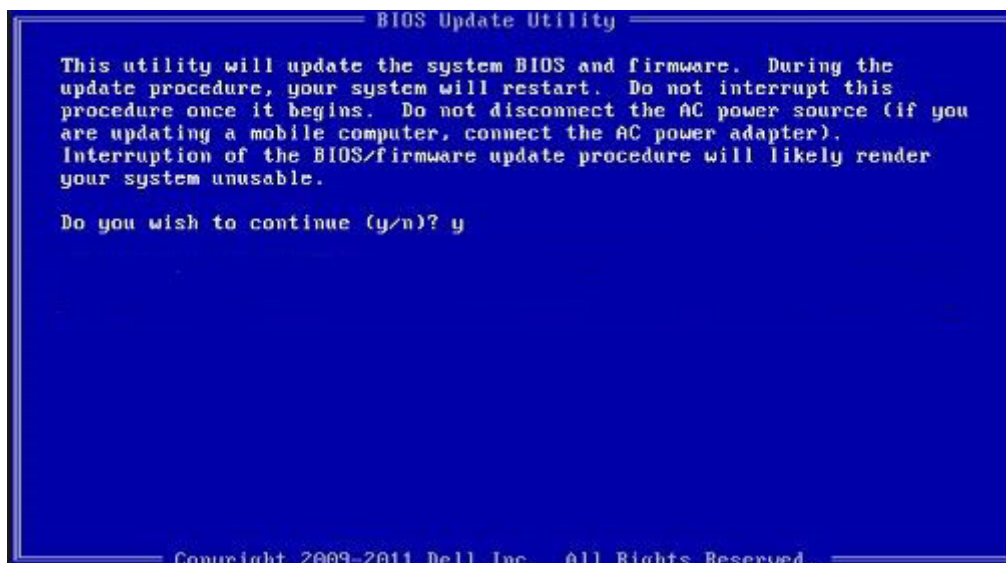 BIOS Update Utility
This utility will update the system BIOS and firmware. During the
update procedure, your system will restart. Do not interrupt this
procedure once it begins. Do not disconnect the AC power source (if you
are updating a mobile computer, connect the AC power adapter).
Interruption of the BIOS/firmware update procedure will likely render
your system unusable.
Do you wish to continue (y/n)? y
Copyright 2009-2011 Dell Inc. All Rights Reserved.